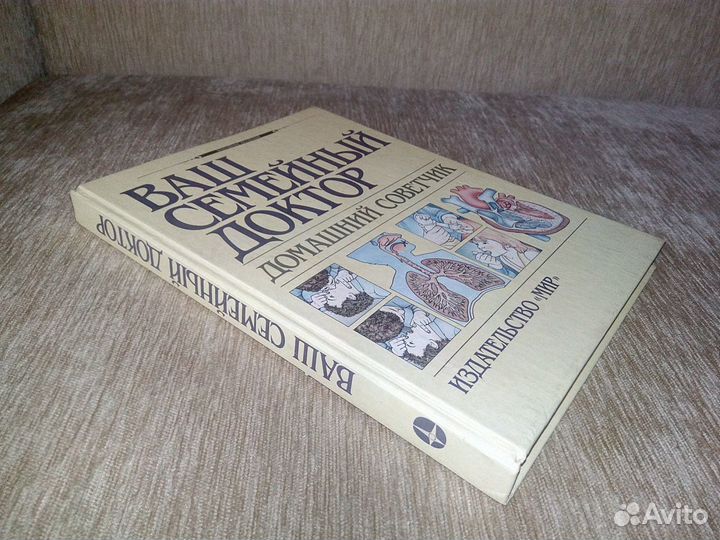 ВАШ
СЕМЕЙНЫЙ
ДОКТОР
ДОМАШНИЙ СОВЕТЧИК
ИЗДАТЕЛЬСТВО «МИР»
ВАШ СЕМЕЙНЫЙ ДОКТОР
Avito